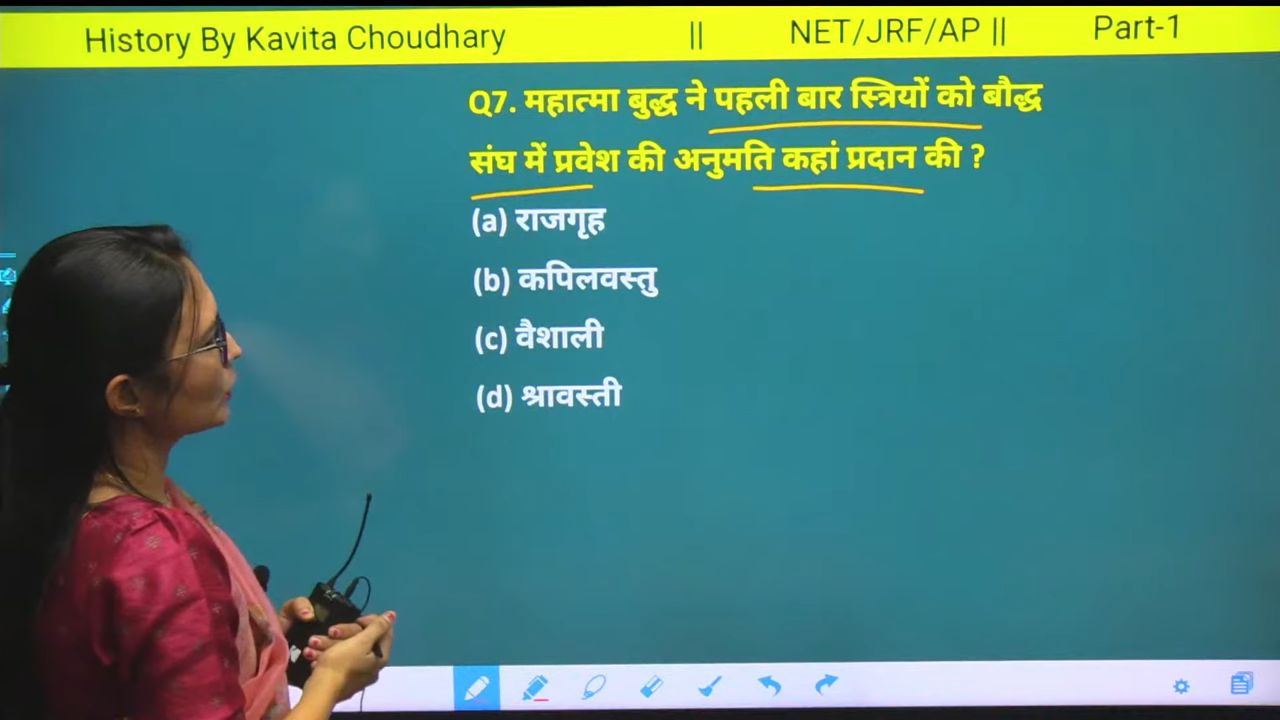 History By Kavita Choudhary || NET/JRF/AP || Part-1
Q7. महात्मा बुद्ध ने पहली बार स्त्रियों को बौद्ध
संघ में प्रवेश की अनुमति कहां प्रदान की ?
(a) राजगृह
(b) कपिलवस्तु
(c) वैशाली
(d) श्रावस्ती